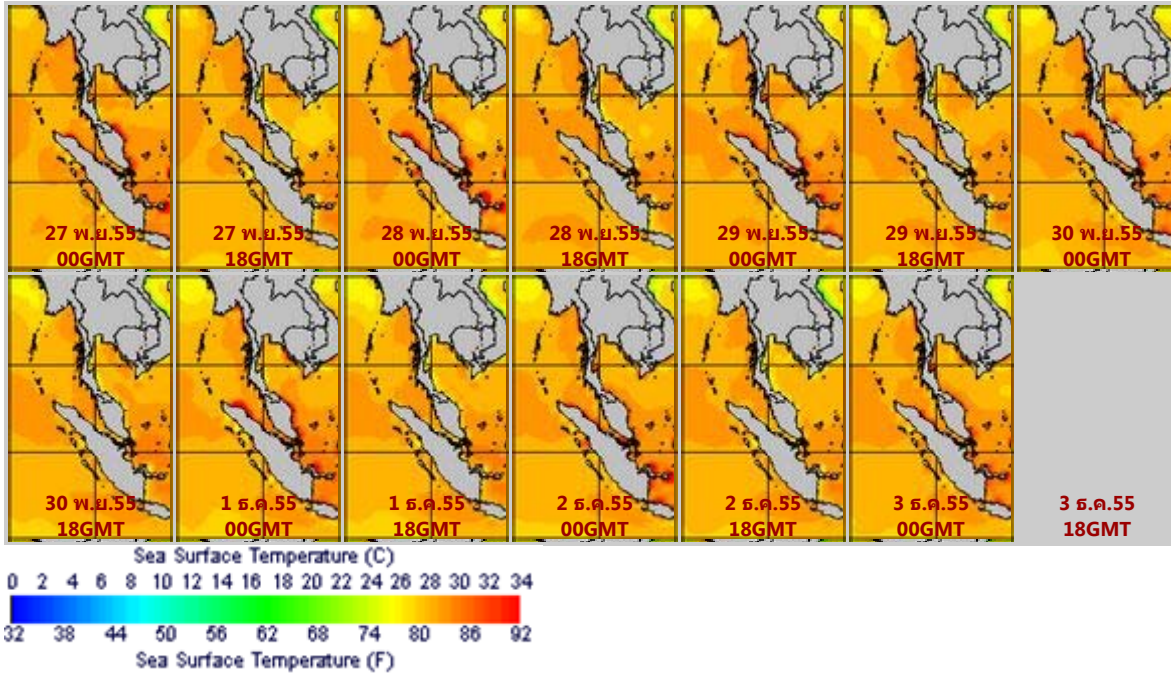 27 พ.ย.55
00GMT
27 พ.ย.55
18GMT
28 พ.ย.55
00GMT
28 พ.ย.55
18GMT
29 พ.ย.55
00GMT
29 พ.ย.55
18GMT
30 พ.ย.55
00GMT
30 พ.ย.55
18GMT
1 ธ.ค.55
00GMT
1 ธ.ค.55
18GMT
2 ธ.ค.55
00GMT
2 ธ.ค.55
18GMT
3 ธ.ค.55
00GMT
3 ธ.ค.55
18GMT
Sea Surface Temperature (C)
0 2 4 6 8 10 12 14 16 18 20 22 24 26 28 30 32 34
32 38 44 50 56 62 68 74 80 86 92
Sea Surface Temperature (F)